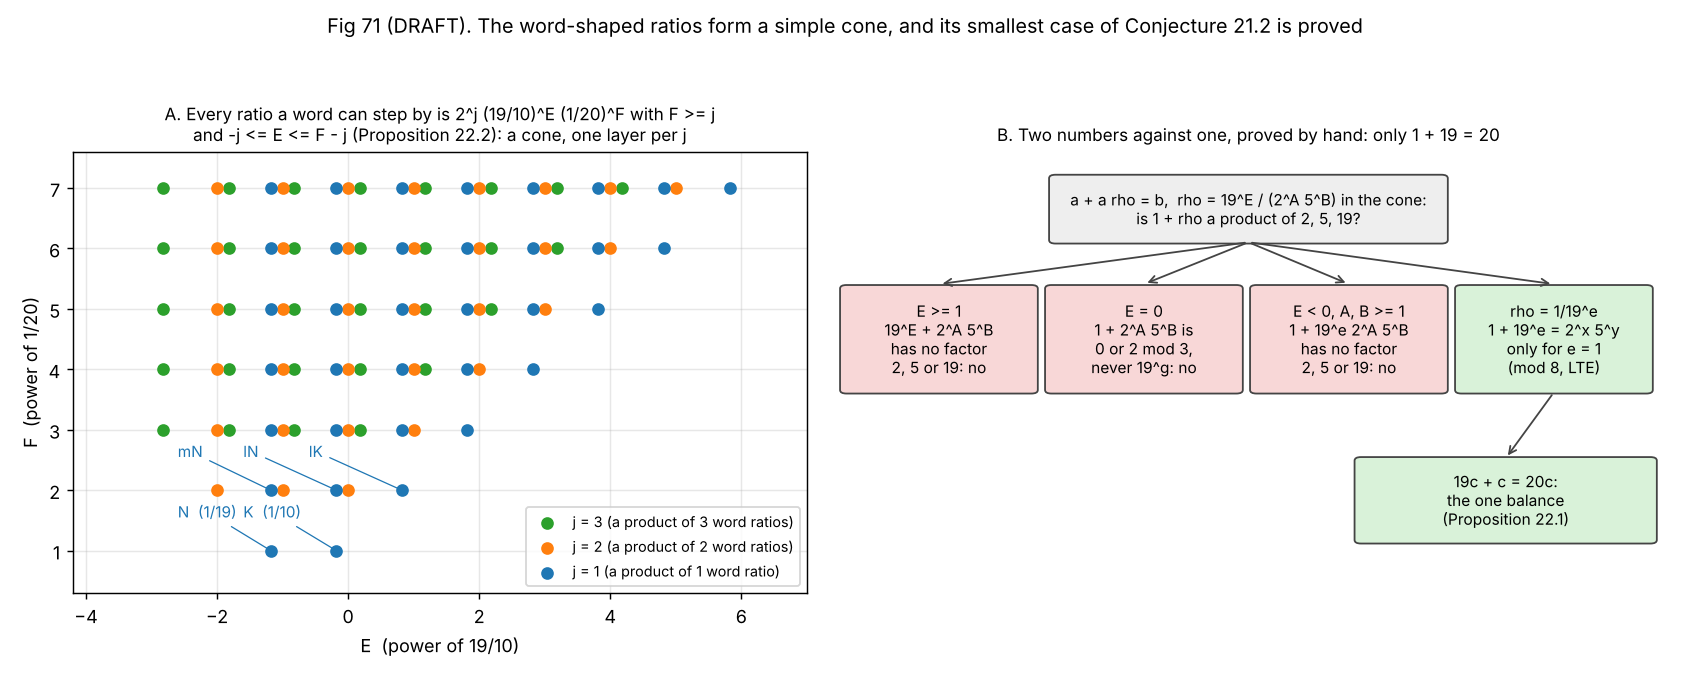 Fig 71 (DRAFT). The word-shaped ratios form a simple cone, and its smallest case of Conjecture 21.2 is proved
A. Every ratio a word can step by is 2^j (19/10)^E (1/20)^F with F >= j
and -j <= E <= F - j (Proposition 22.2): a cone, one layer per j
7
6
5
4
3
2
1
F (power of 1/20)
mN
lN
lK
N (1/19)
K (1/10)
j = 3 (a product of 3 word ratios)
j = 2 (a product of 2 word ratios)
j = 1 (a product of 1 word ratio)
−4
−2
0
2
4
6
E (power of 19/10)
B. Two numbers against one, proved by hand: only 1 + 19 = 20
a + a rho = b, rho = 19^E / (2^A 5^B) in the cone:
is 1 + rho a product of 2, 5, 19?
E >= 1
19^E + 2^A 5^B
has no factor
2, 5 or 19: no
E = 0
1 + 2^A 5^B is
0 or 2 mod 3,
never 19^g: no
E < 0, A, B >= 1
1 + 19^e 2^A 5^B
has no factor
2, 5 or 19: no
rho = 1/19^e
1 + 19^e = 2^x 5^y
only for e = 1
(mod 8, LTE)
19c + c = 20c:
the one balance
(Proposition 22.1)